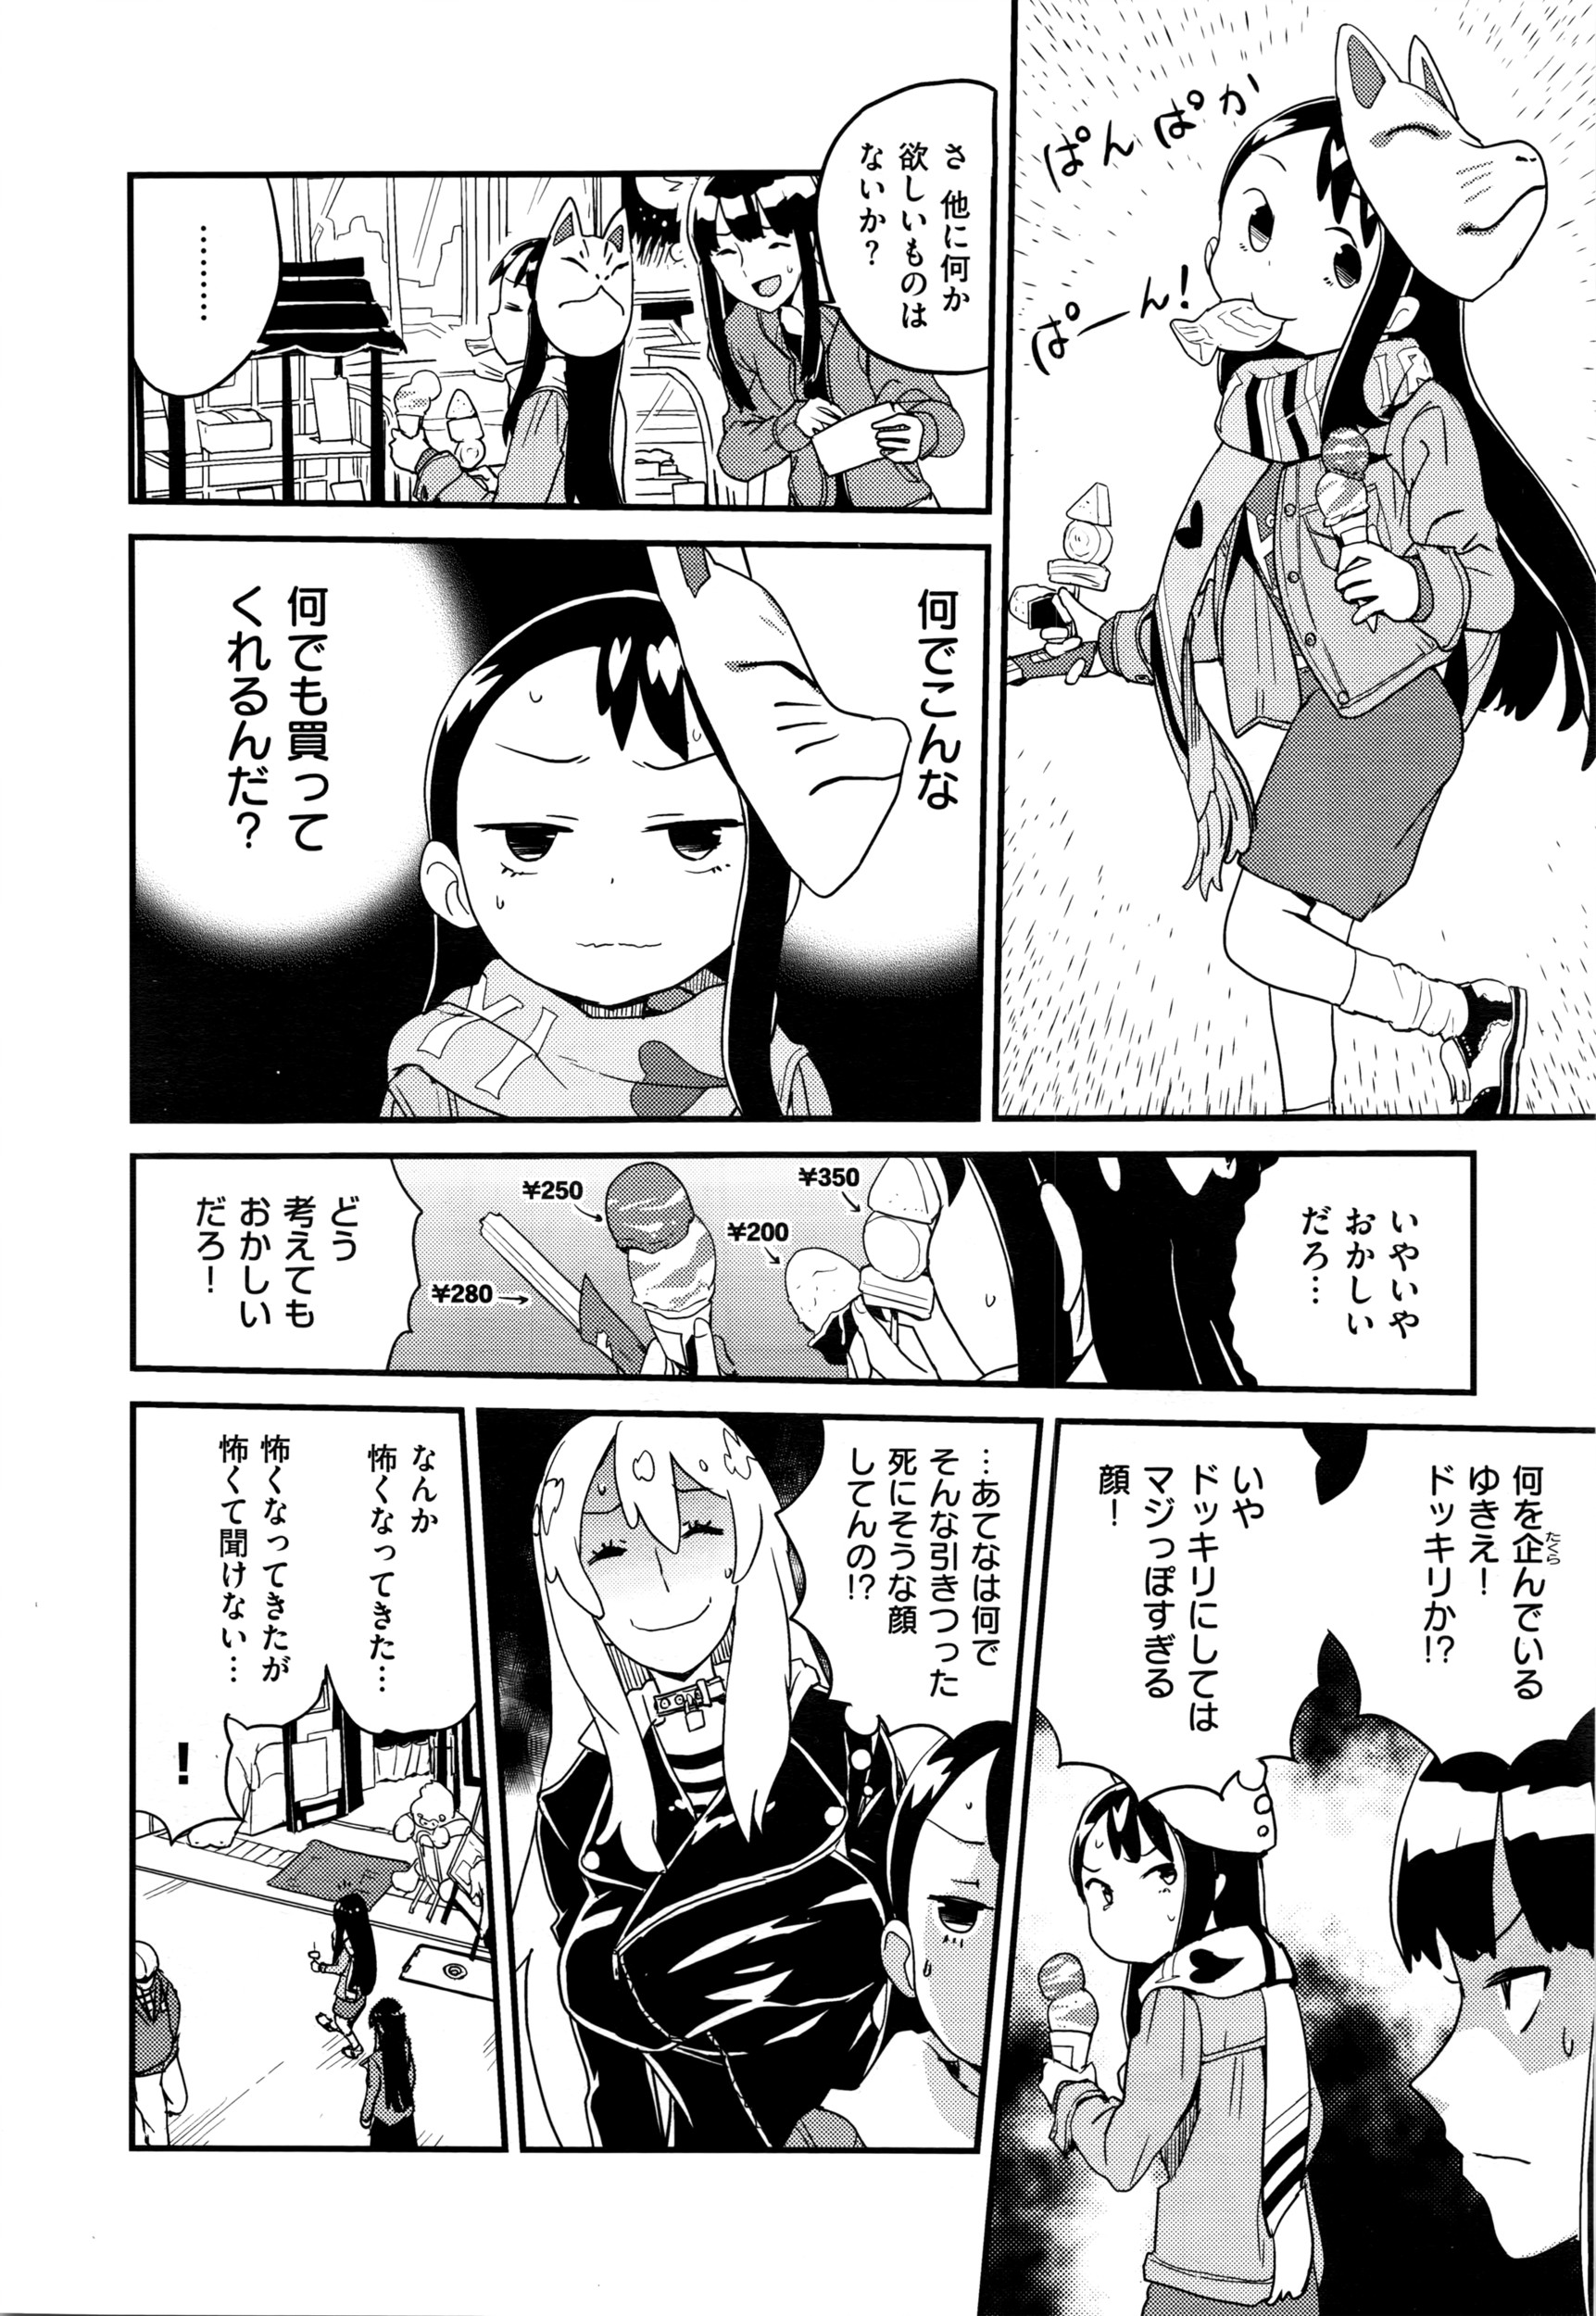 ぱんぱか
ぱーん！
さ 他に何か
欲しいものは
ないか？
………
何でこんな
何でも買って
くれるんだ？
いやいや
おかしい
だろ…
¥350
¥200
¥250
¥280
どう
考えても
おかしい
だろ！
何を企んでいる
たくら
ゆきえ！
ドッキリか!?
いや
ドッキリにしては
マジっぽすぎる
顔！
…あてなは何で
そんな引きつった
死にそうな顔
してんの!?
なんか
怖くなってきた…
怖くなってきたが
怖くて聞けない…
！